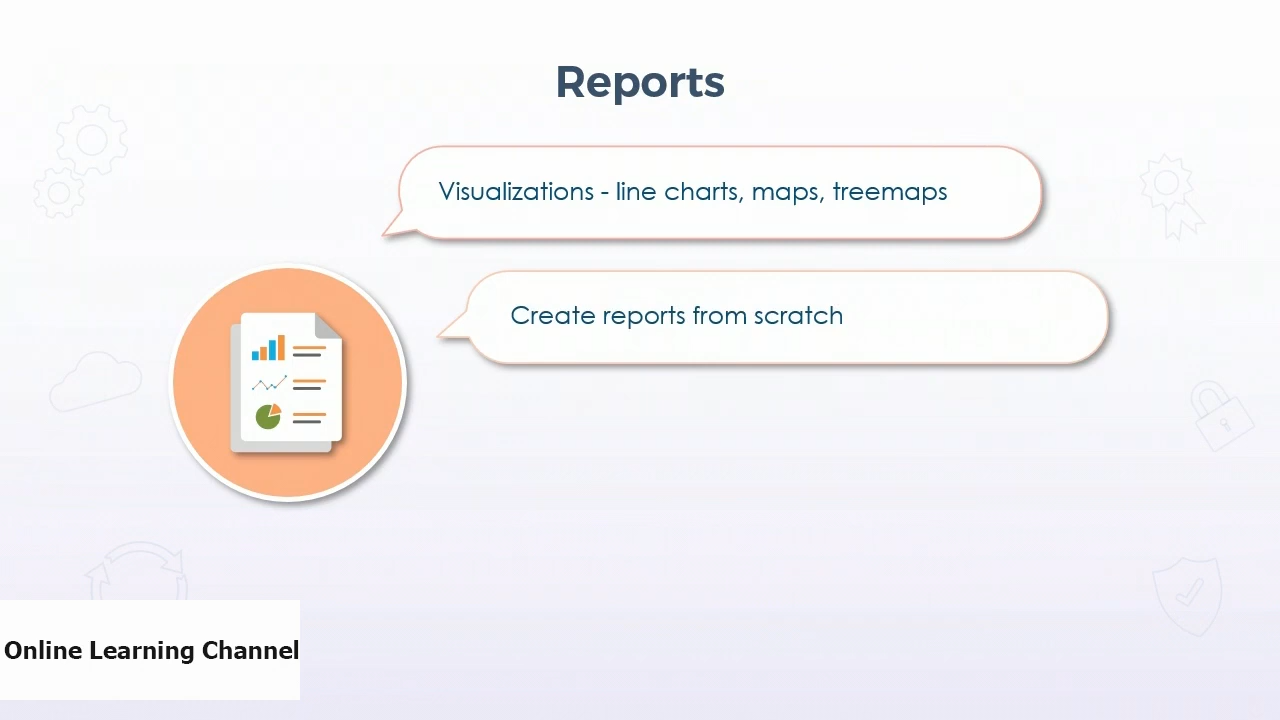 Reports
Visualizations - line charts, maps, treemaps
Create reports from scratch
Online Learning Channel